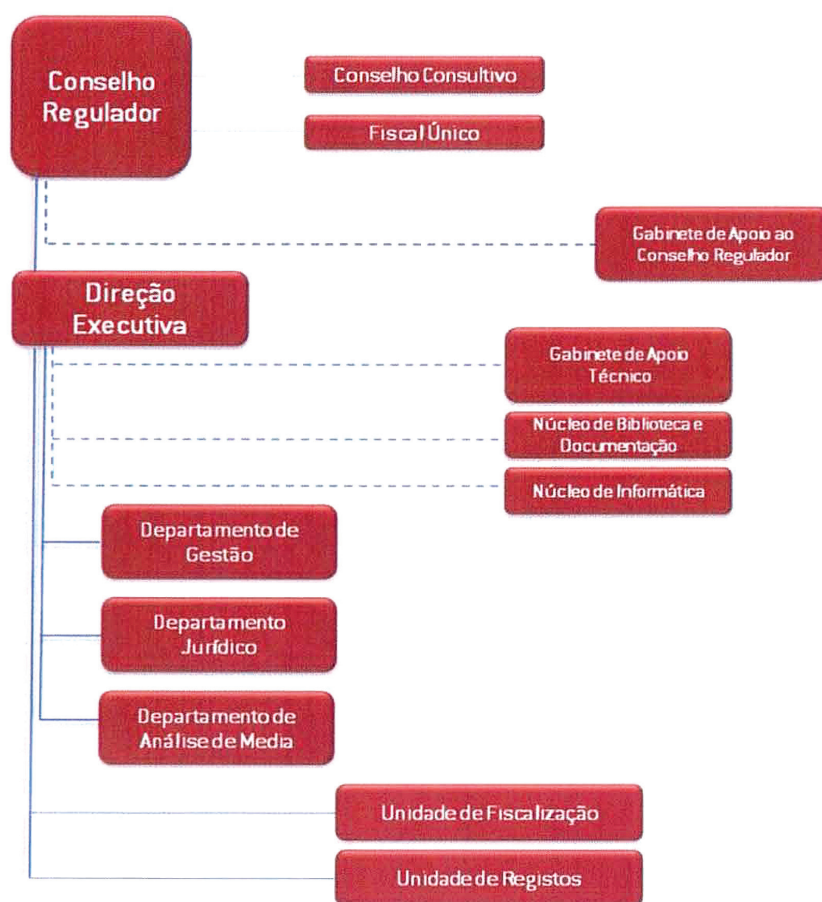 Conselho
Regulador
Conselho Consultivo
Fiscal Único
Gabinete de Apoio ao
Conselho Regulador
Direção
Executiva
Gabinete de Apoio
Técnico
Núcleo de Biblioteca e
Documentação
Núcleo de Informática
Departamento de
Gestão
Departamento
Jurídico
Departamento de
Análise de Media
Unidade de Fiscalização
Unidade de Registos